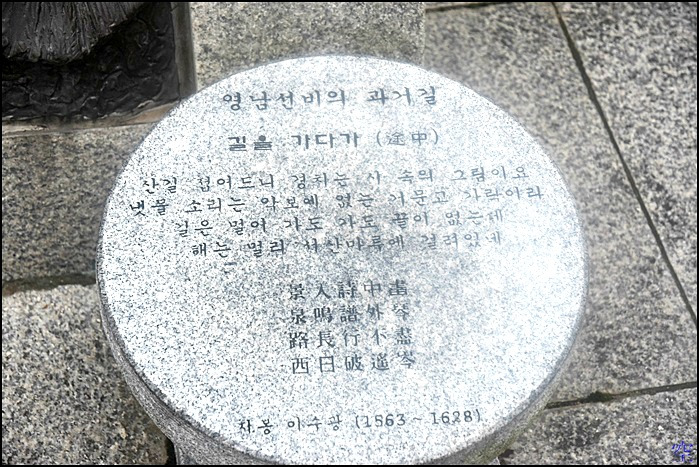 영남선비의 과거길
길을 가다가 (途中)
산길 접어드니 경치는 시 속의 그림이요
냇물 소리는 악보에 없는 거문고 가락이라
길은 멀어 가도 가도 끝이 없는데
해는 멀리 서산마루에 걸려있네
景入詩中畵
泉鳴譜外琴
路長行不盡
西日破遙岑
차봉 이수광 (1563~1628)